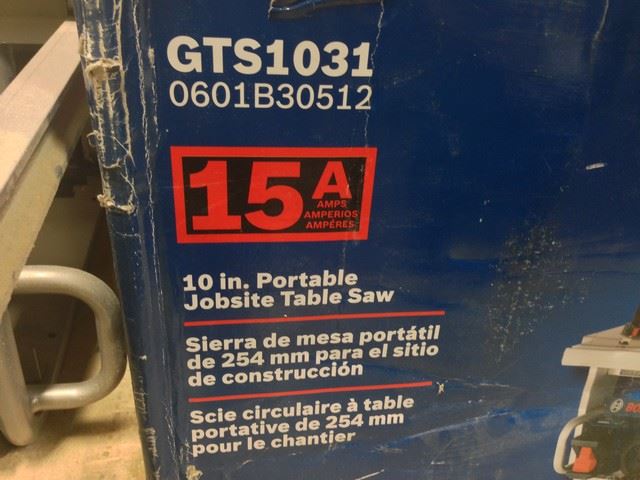 GTS1031
0601B30512
15A
AMPS
AMPERIOS
AMPÉRES
10 in. Portable
Jobsite Table Saw
Sierra de mesa portátil
de 254 mm para el sitio
de construcción
Scie circulaire à table
portative de 254 mm
pour le chantier